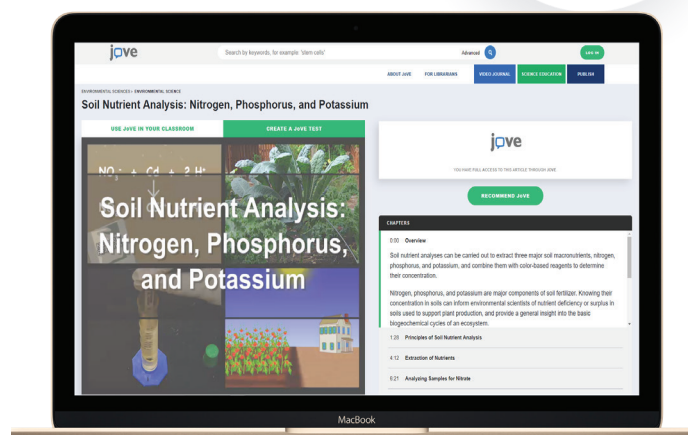 jove
Search by keywords, for example: 'stem cells'
Advanced
LOG IN
ABOUT JoVE
FOR LIBRARIANS
VIDEO JOURNAL
SCIENCE EDUCATION
PUBLISH
ENVIRONMENTAL SCIENCES > ENVIRONMENTAL SCIENCE
Soil Nutrient Analysis: Nitrogen, Phosphorus, and Potassium
USE JoVE IN YOUR CLASSROOM
CREATE A JoVE TEST
Soil Nutrient Analysis:
Nitrogen, Phosphorus,
and Potassium
jove
YOU HAVE FULL ACCESS TO THIS ARTICLE THROUGH JOVE
RECOMMEND JoVE
CHAPTERS
0:00 Overview
Soil nutrient analyses can be carried out to extract three major soil macronutrients, nitrogen,
phosphorus, and potassium, and combine them with color-based reagents to determine
their concentration.
Nitrogen, phosphorus, and potassium are major components of soil fertilizer. Knowing their
concentration in soils can inform environmental scientists of nutrient deficiency or surplus in
soils used to support plant production, and provide a general insight into the basic
biogeochemical cycles of an ecosystem.
1:28 Principles of Soil Nutrient Analysis
4:12 Extraction of Nutrients
6:21 Analyzing Samples for Nitrate
MacBook